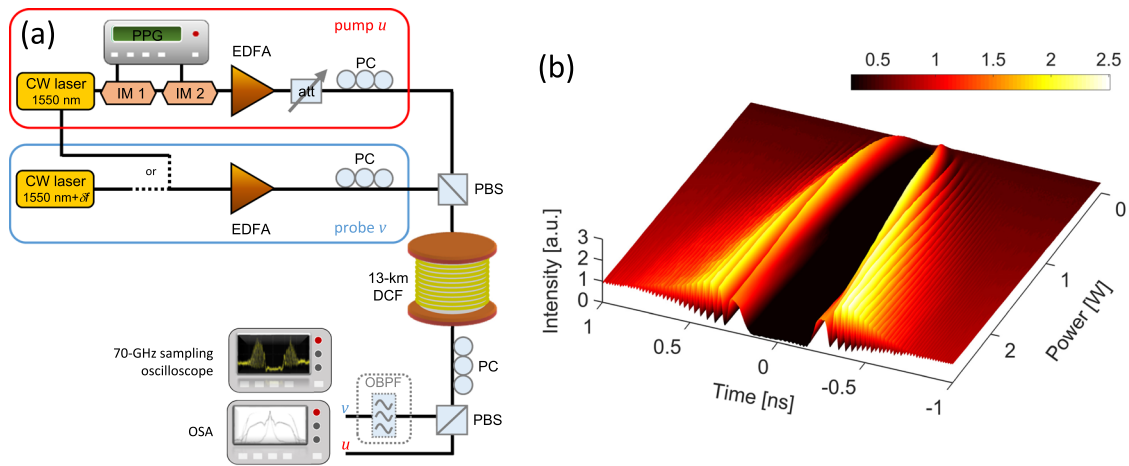 (a)
pump u
PPG
EDFA
PC
CW laser
1550 nm
IM 1
IM 2
att
or
PC
CW laser
1550 nm+δf
PBS
EDFA
probe v
13-km
DCF
70-GHz sampling
oscilloscope
PC
OBPF
v
PBS
OSA
u
(b)
0.5
1
1.5
2
2.5
Intensity [a.u.]
3
2
1
0
1
0.5
0
-0.5
-1
Time [ns]
0
1
2
Power [W]